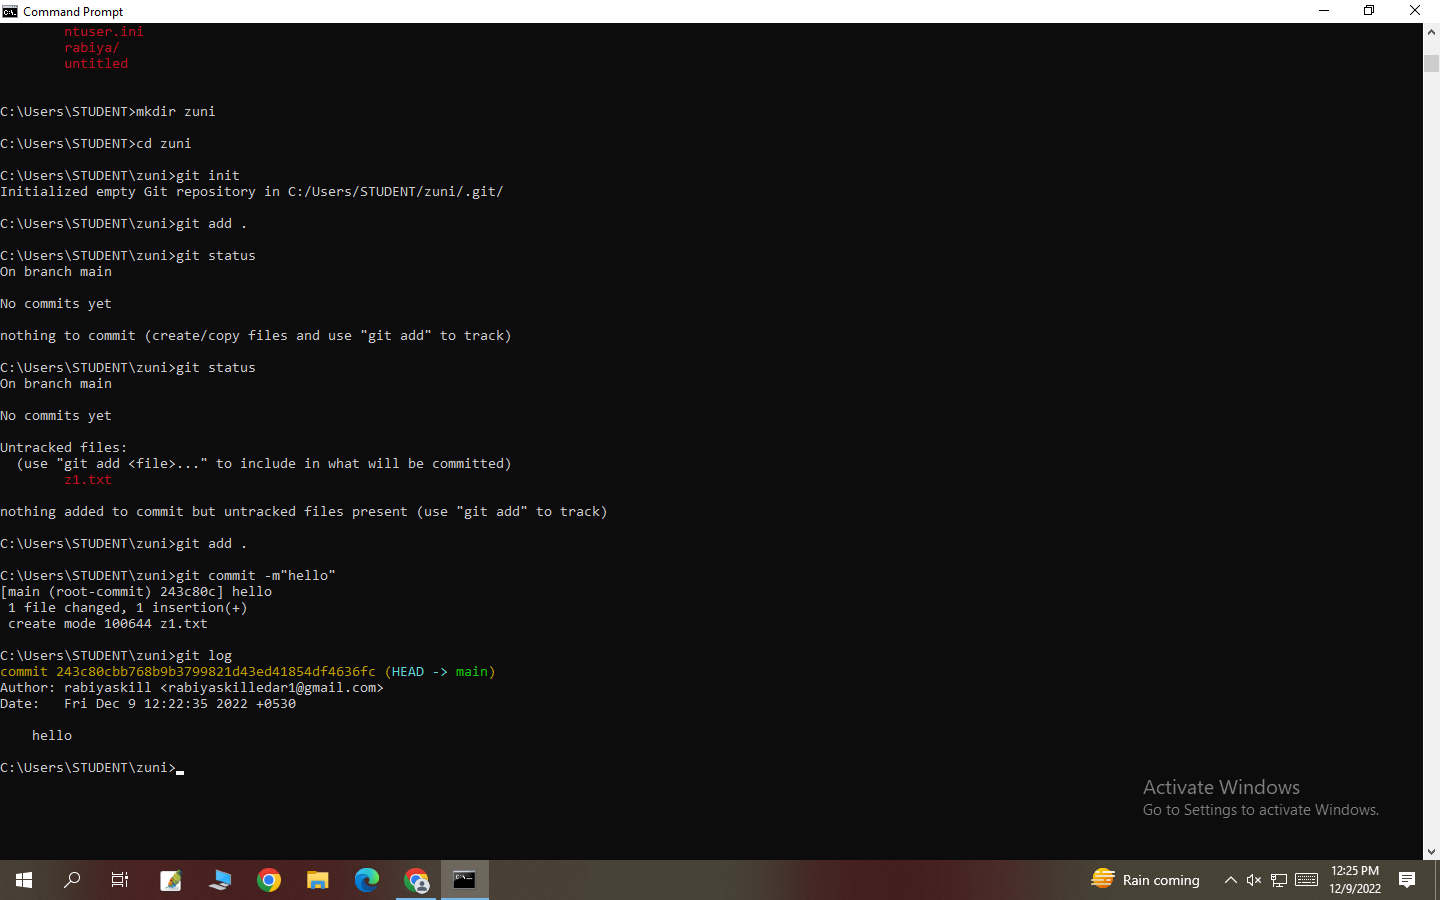 Command Prompt
ntuser.ini
rabiya/
untitled
C:\Users\STUDENT>mkdir zuni
C:\Users\STUDENT>cd zuni
C:\Users\STUDENT\zuni>git init
Initialized empty Git repository in C:/Users/STUDENT/zuni/.git/
C:\Users\STUDENT\zuni>git add .
C:\Users\STUDENT\zuni>git status
On branch main
No commits yet
nothing to commit (create/copy files and use "git add" to track)
C:\Users\STUDENT\zuni>git status
On branch main
No commits yet
Untracked files:
  (use "git add <file>..." to include in what will be committed)
z1.txt
nothing added to commit but untracked files present (use "git add" to track)
C:\Users\STUDENT\zuni>git add .
C:\Users\STUDENT\zuni>git commit -m"hello"
[main (root-commit) 243c80c] hello
 1 file changed, 1 insertion(+)
 create mode 100644 z1.txt
C:\Users\STUDENT\zuni>git log
commit 243c80cbb768b9b3799821d43ed41854df4636fc (HEAD -> main)
Author: rabiyaskill <rabiyaskilledar1@gmail.com>
Date:   Fri Dec 9 12:22:35 2022 +0530
    hello
C:\Users\STUDENT\zuni>
Activate Windows
Go to Settings to activate Windows.
Rain coming
12:25 PM
12/9/2022